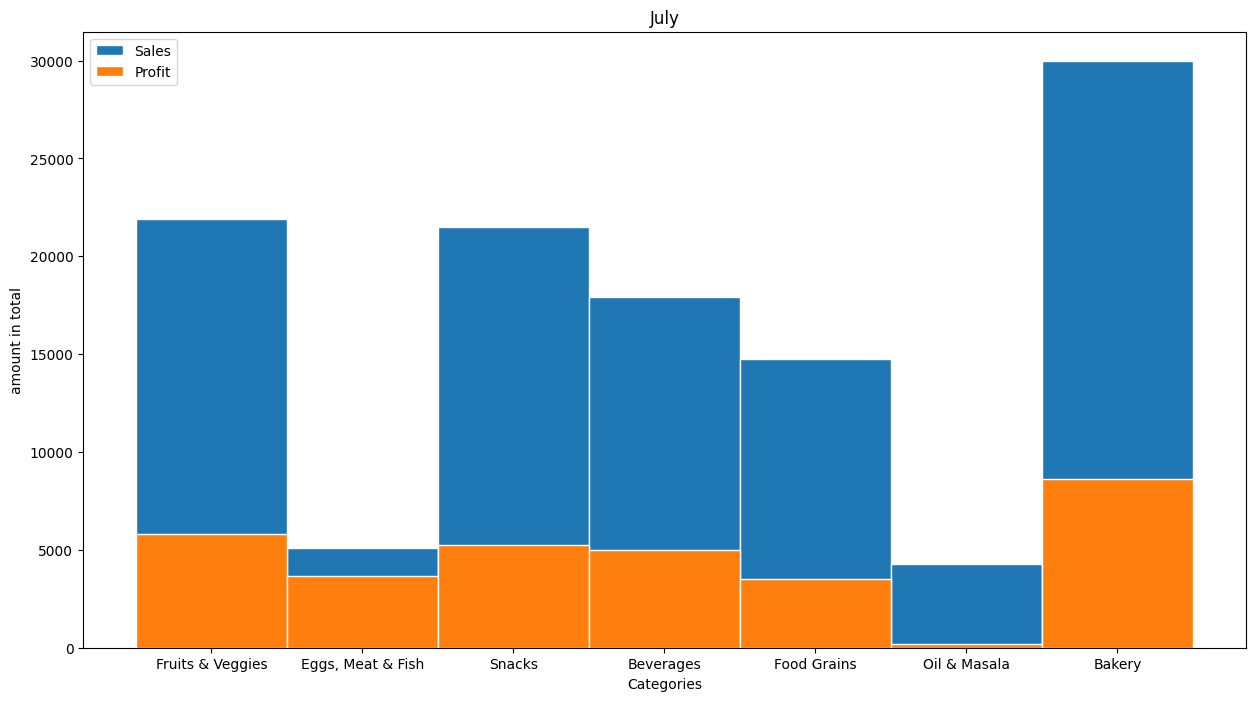 July
Sales
Profit
30000
25000
20000
15000
10000
5000
0
amount in total
Fruits & Veggies
Eggs, Meat & Fish
Snacks
Beverages
Food Grains
Oil & Masala
Bakery
Categories